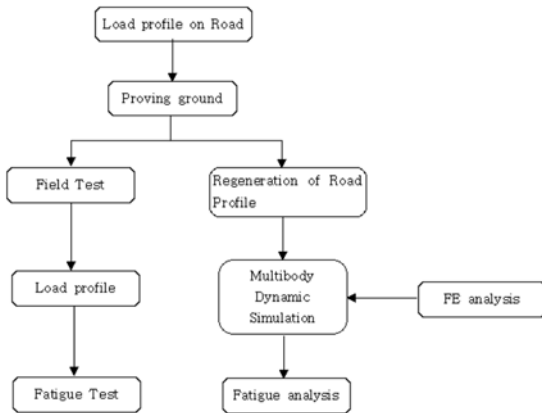 Load profile on Road
Proving ground
Field Test
Regeneration of Road
Profile
Load profile
Multibody
Dynamic
Simulation
FE analysis
Fatigue Test
Fatigue analysis